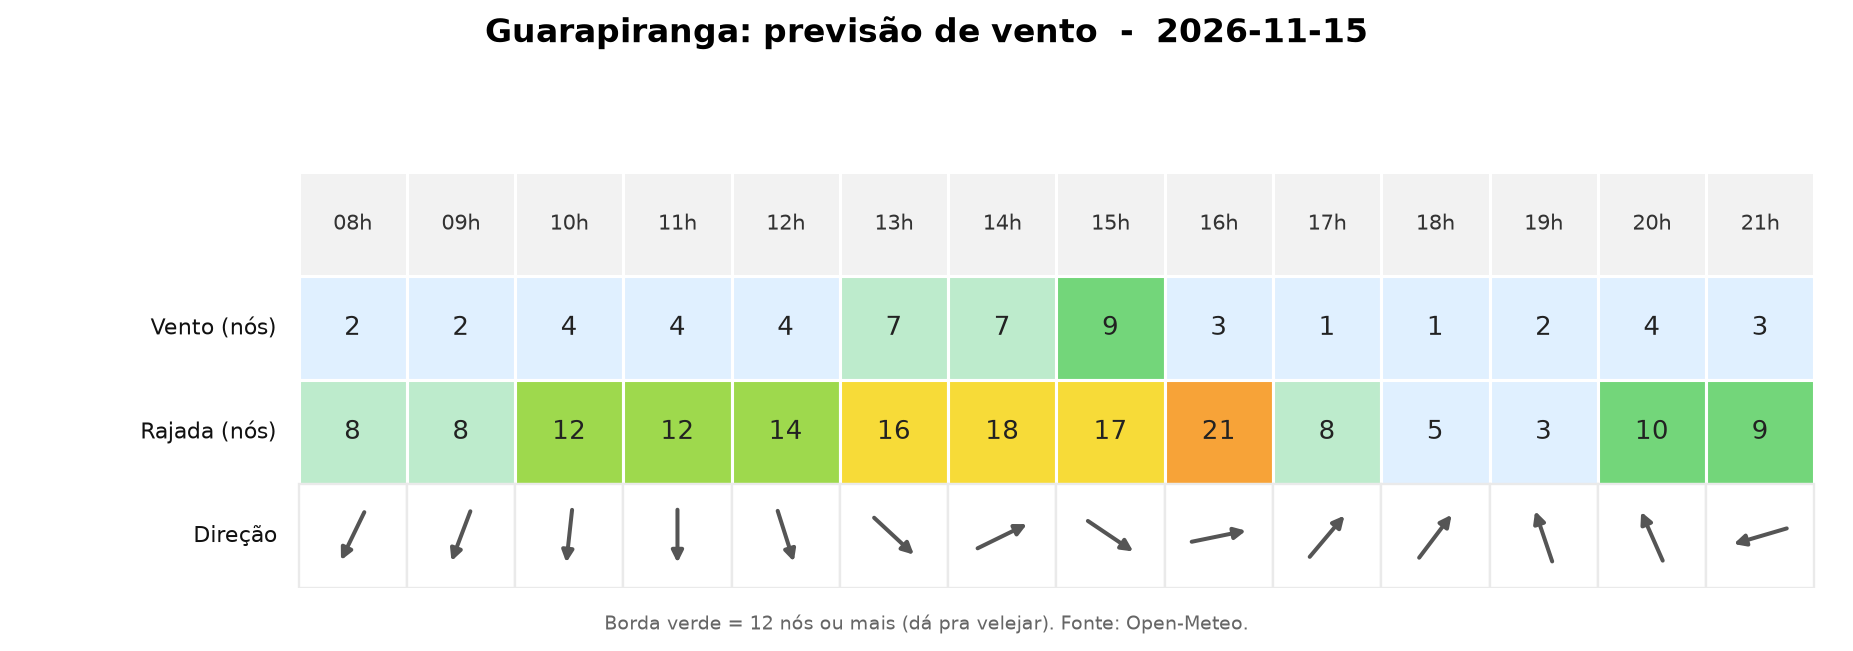 Guarapiranga: previsão de vento - 2026-11-15
08h 09h 10h 11h 12h 13h 14h 15h 16h 17h 18h 19h 20h 21h
Vento (nós) 2 2 4 4 4 7 7 9 3 1 1 2 4 3
Rajada (nós) 8 8 12 12 14 16 18 17 21 8 5 3 10 9
Direção
Borda verde = 12 nós ou mais (dá pra velejar). Fonte: Open-Meteo.